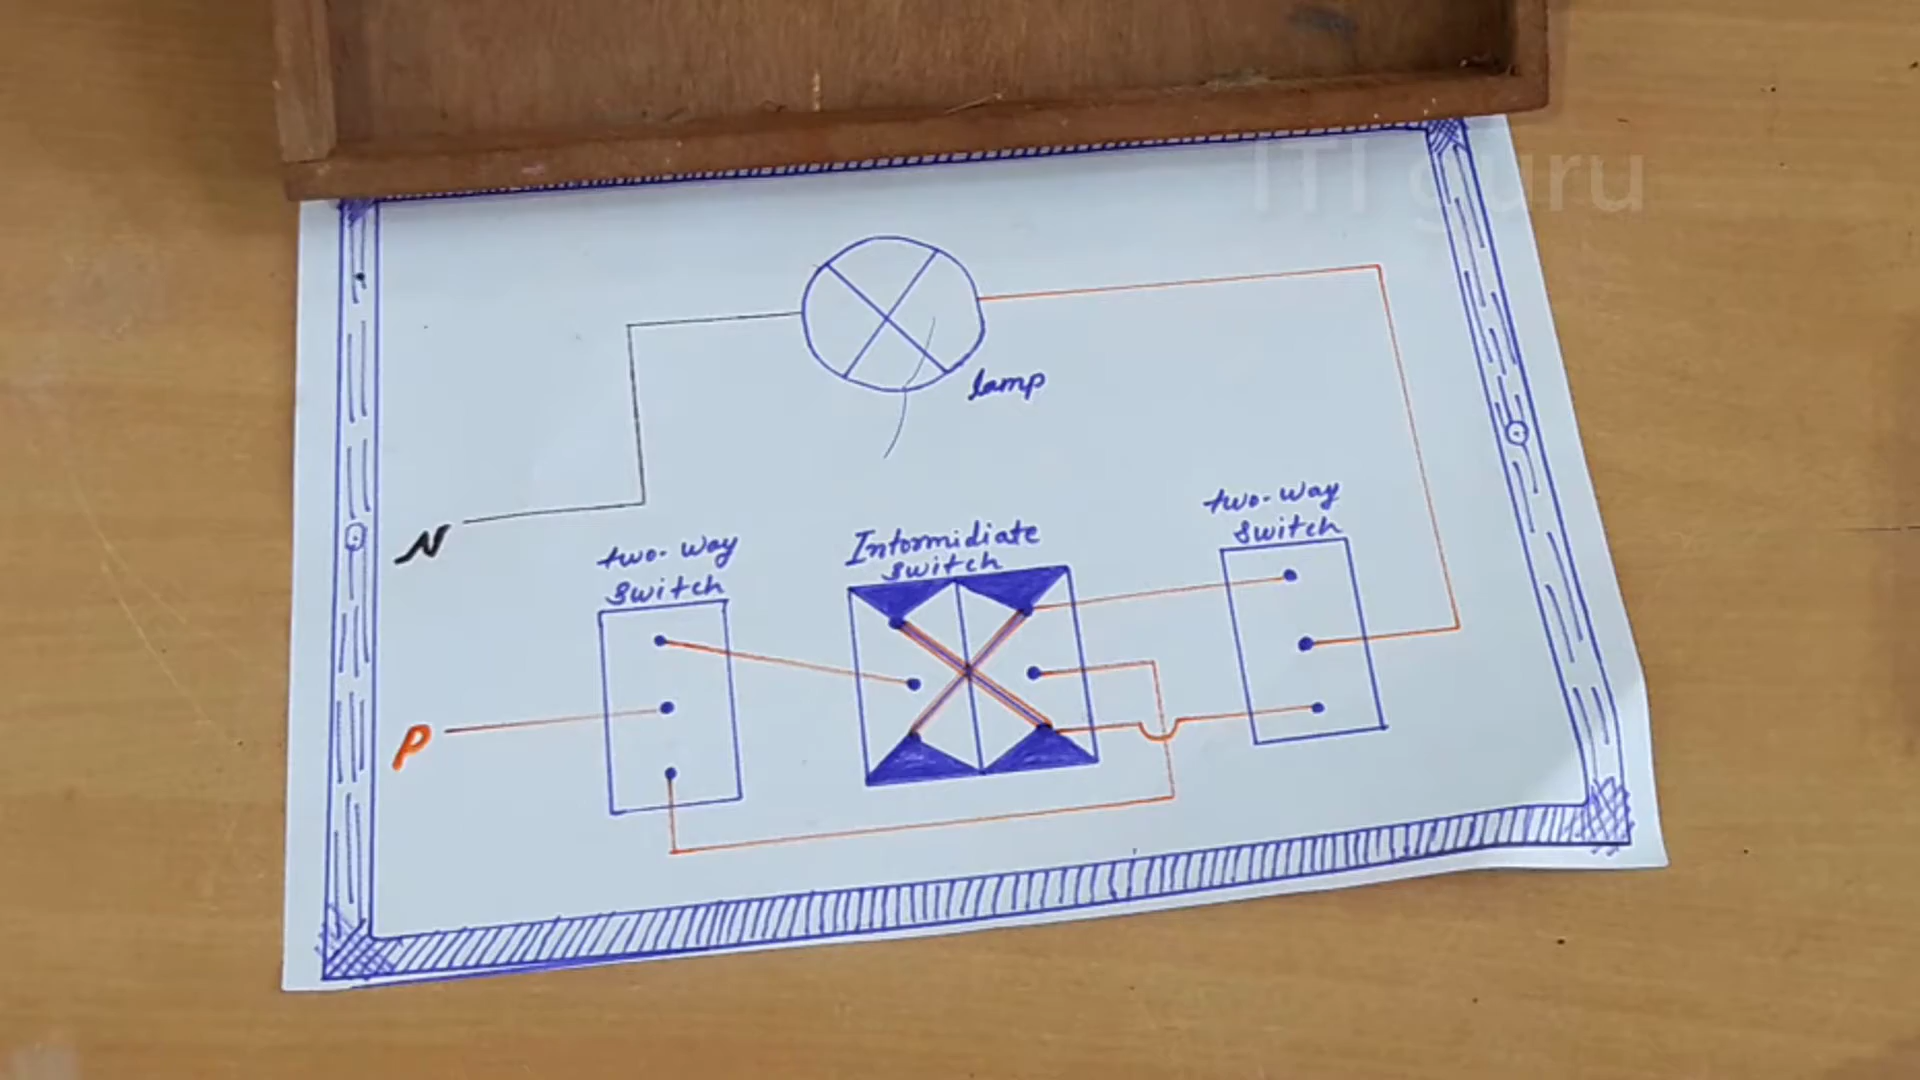 ITI guru
lamp
N
two-way
switch
Intormidiate
switch
two-way
switch
P